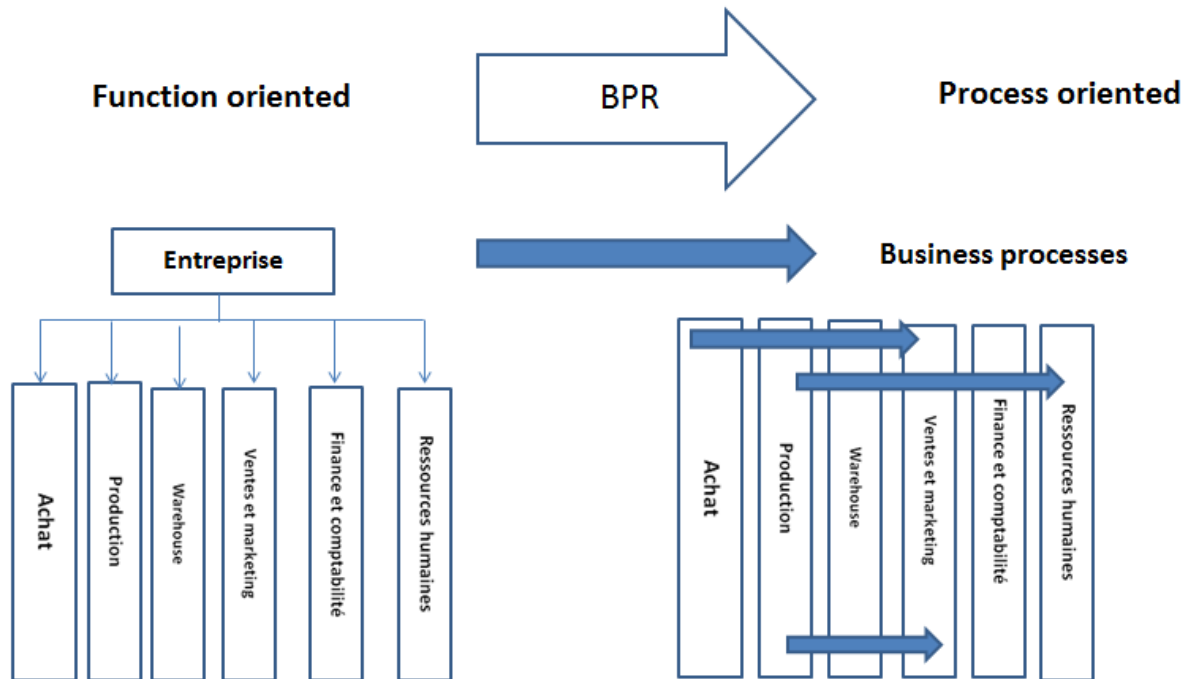 Function oriented
BPR
Process oriented
Entreprise
Business processes
Achat
Production
Warehouse
Ventes et marketing
Finance et comptabilité
Ressources humaines
Achat
Production
Warehouse
Ventes et marketing
Finance et comptabilité
Ressources humaines